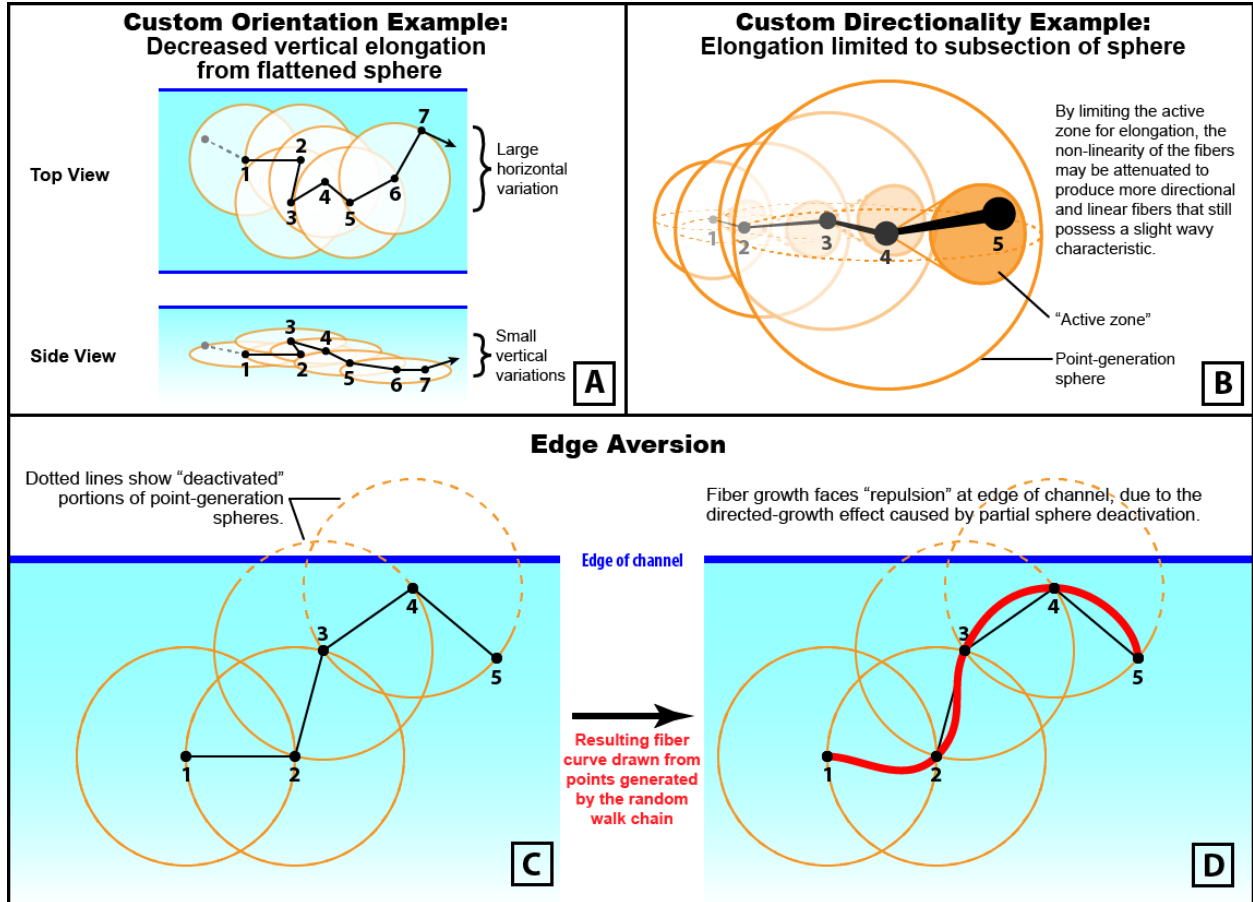 Custom Orientation Example:
Decreased vertical elongation
from flattened sphere
Top View
1
2
3
4
5
6
7
Large
horizontal
variation
Side View
1
2
3
4
5
6
7
Small
vertical
variations
A
Custom Directionality Example:
Elongation limited to subsection of sphere
1
2
3
4
5
By limiting the active
zone for elongation, the
non-linearity of the fibers
may be attenuated to
produce more directional
and linear fibers that still
possess a slight wavy
characteristic.
“Active zone”
Point-generation
sphere
B
Edge Aversion
Dotted lines show “deactivated”
portions of point-generation
spheres.
1
2
3
4
5
C
Edge of channel
Resulting fiber
curve drawn from
points generated
by the random
walk chain
Fiber growth faces “repulsion” at edge of channel, due to the
directed-growth effect caused by partial sphere deactivation.
1
2
3
4
5
D